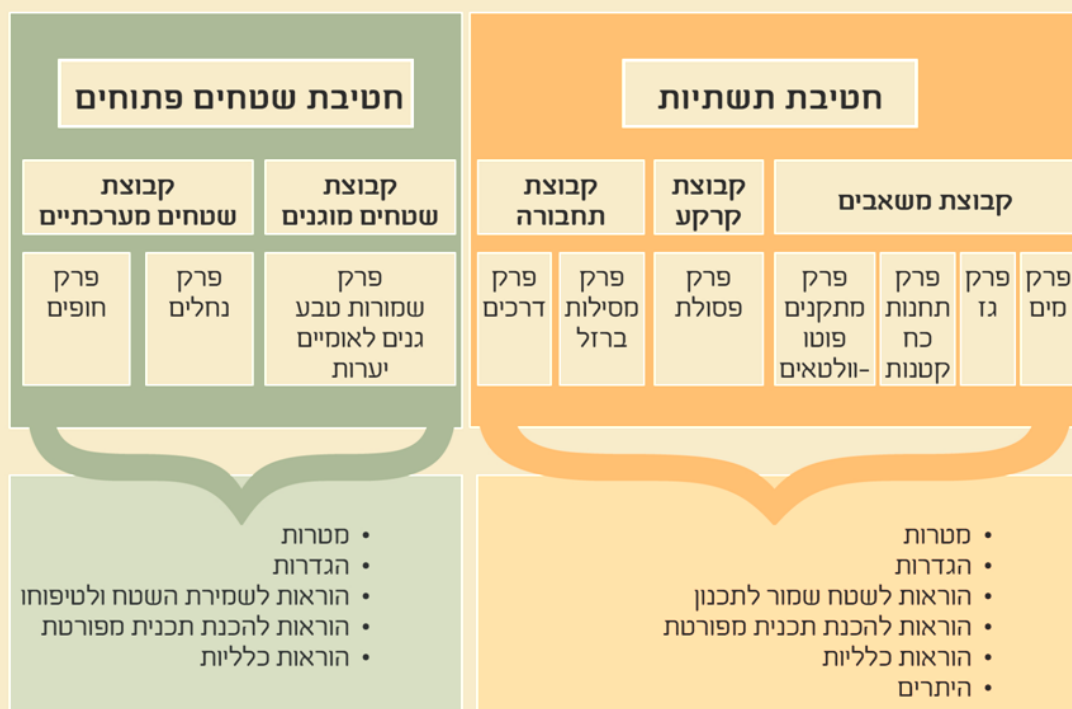 חטיבת תשתיות
קבוצת משאבים
קבוצת
קרקע
קבוצת
תחבורה
פרק
מים
פרק
גז
פרק
תחנות
כח
קטנות
פרק
מתקנים
פוטו
-וולטאים
פרק
פסולת
פרק
מסילות
ברזל
פרק
דרכים
• מטרות
• הגדרות
• הוראות לשטח שמור לתכנון
• הוראות להכנת תכנית מפורטת
• הוראות כלליות
• היתרים
חטיבת שטחים פתוחים
קבוצת
שטחים מוגנים
קבוצת
שטחים מערכתיים
פרק
שמורות טבע
גנים לאומיים
יערות
פרק
נחלים
פרק
חופים
• מטרות
• הגדרות
• הוראות לשמירת השטח ולטיפוחו
• הוראות להכנת תכנית מפורטת
• הוראות כלליות